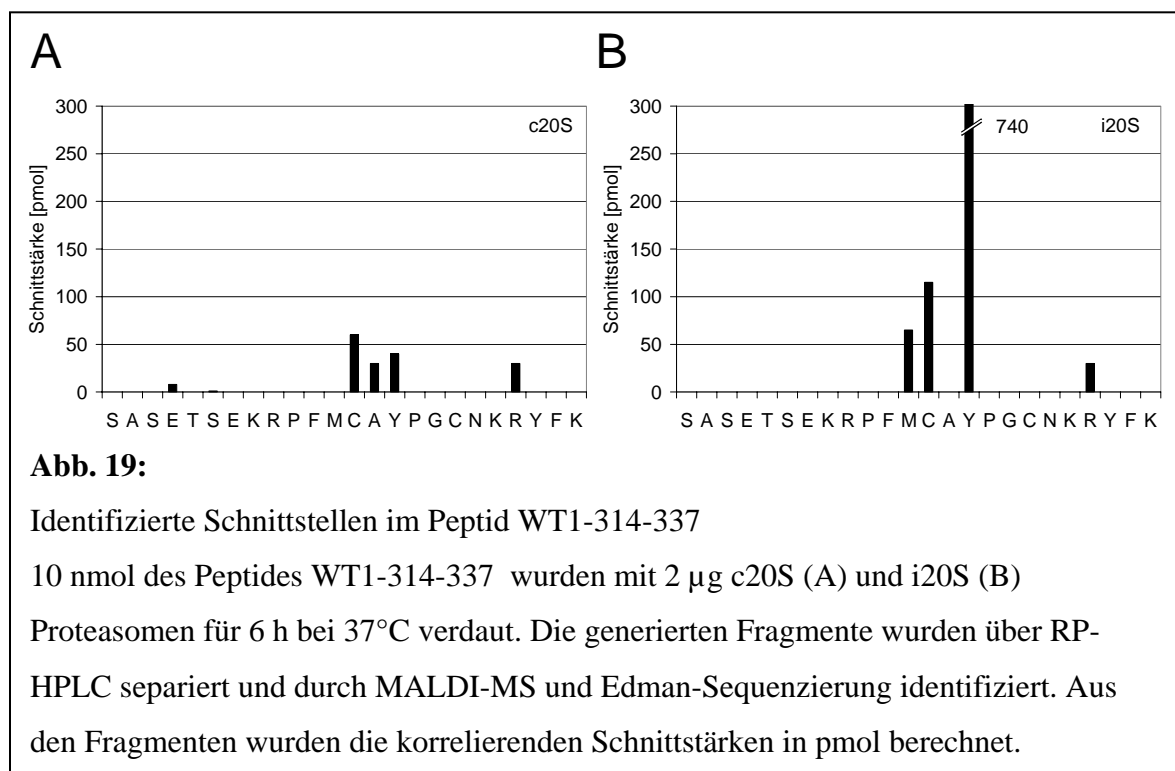 A
B
300
250
200
150
100
50
0
Schnittstärke [pmol]
c20S
S A S E T S E K R P F M C A Y P G C N K R Y F K
300
250
200
150
100
50
0
Schnittstärke [pmol]
740
i20S
S A S E T S E K R P F M C A Y P G C N K R Y F K
Abb. 19:
Identifizierte Schnittstellen im Peptid WT1-314-337
10 nmol des Peptides WT1-314-337 wurden mit 2 µg c20S (A) und i20S (B)
Proteasomen für 6 h bei 37°C verdaut. Die generierten Fragmente wurden über RP-
HPLC separiert und durch MALDI-MS und Edman-Sequenzierung identifiziert. Aus
den Fragmenten wurden die korrelierenden Schnittstärken in pmol berechnet.